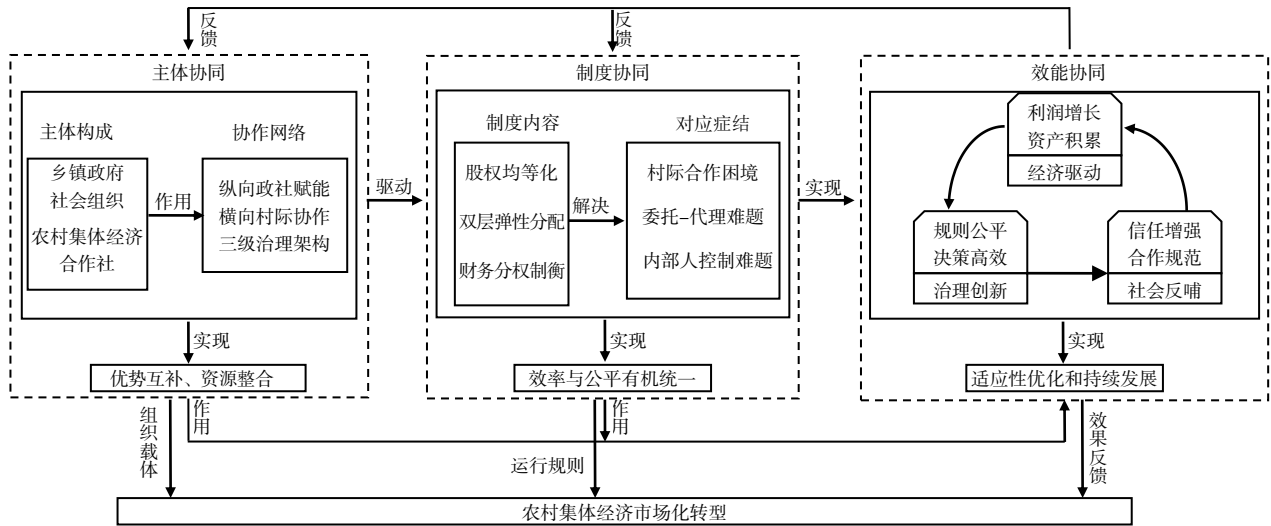 反馈
反馈
主体协同
主体构成
协作网络
乡镇政府
社会组织
农村集体经济
合作社
作用
纵向政社赋能
横向村际协作
三级治理架构
实现
优势互补、资源整合
驱动
制度协同
制度内容
对应症结
股权均等化
双层弹性分配
财务分权制衡
解决
村际合作困境
委托–代理难题
内部人控制难题
实现
效率与公平有机统一
实现
效能协同
利润增长
资产积累
经济驱动
规则公平
决策高效
治理创新
信任增强
合作规范
社会反哺
实现
适应性优化和持续发展
组织载体
作用
运行规则
作用
效果反馈
农村集体经济市场化转型